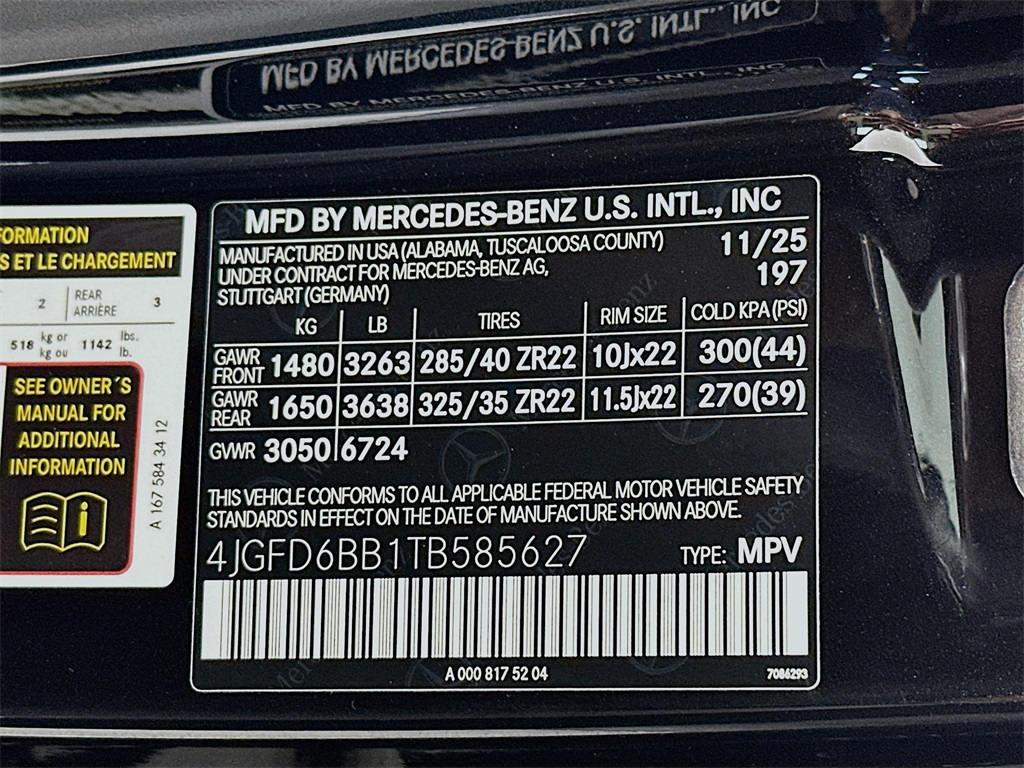 MFD BY MERCEDES-BENZ U.S. INTL., INC
MFD BY MERCEDES-BENZ U.S. INTL., INC
FORMATION
S ET LE CHARGEMENT
2 REAR ARRIÈRE 3
518 kg or kg ou 1142 lbs. lb.
SEE OWNER´S
MANUAL FOR
ADDITIONAL
INFORMATION
A 167 584 34 12
MFD BY MERCEDES-BENZ U.S. INTL., INC
MANUFACTURED IN USA (ALABAMA, TUSCALOOSA COUNTY) 11/25
UNDER CONTRACT FOR MERCEDES-BENZ AG, 197
STUTTGART (GERMANY)
KG LB TIRES RIM SIZE COLD KPA (PSI)
GAWR FRONT 1480 3263 285/40 ZR22 10Jx22 300(44)
GAWR REAR 1650 3638 325/35 ZR22 11.5Jx22 270(39)
GVWR 3050 6724
THIS VEHICLE CONFORMS TO ALL APPLICABLE FEDERAL MOTOR VEHICLE SAFETY
STANDARDS IN EFFECT ON THE DATE OF MANUFACTURE SHOWN ABOVE.
4JGFD6BB1TB585627 TYPE: MPV
A 000 817 52 04 7086293